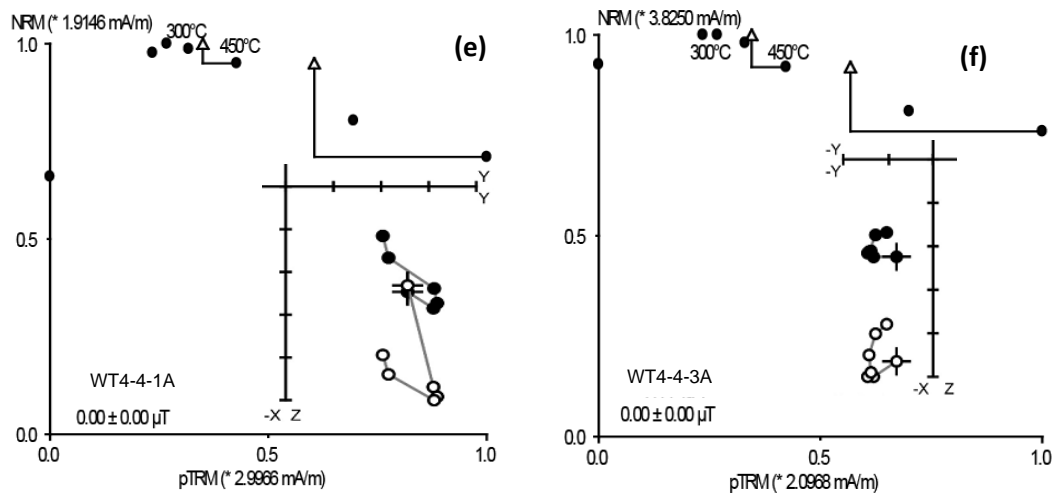 NRM (* 1.9146 mA/m)
(e)
1.0
300°C
450°C
0.5
0.0
Y
Y
-X Z
WT4-4-1A
0.00 ± 0.00 µT
0.5
1.0
pTRM (* 2.9966 mA/m)
NRM (* 3.8250 mA/m)
(f)
1.0
300°C
450°C
0.5
0.0
-Y
-Y
-X Z
WT4-4-3A
0.00 ± 0.00 µT
0.0
0.5
1.0
pTRM (* 2.0968 mA/m)